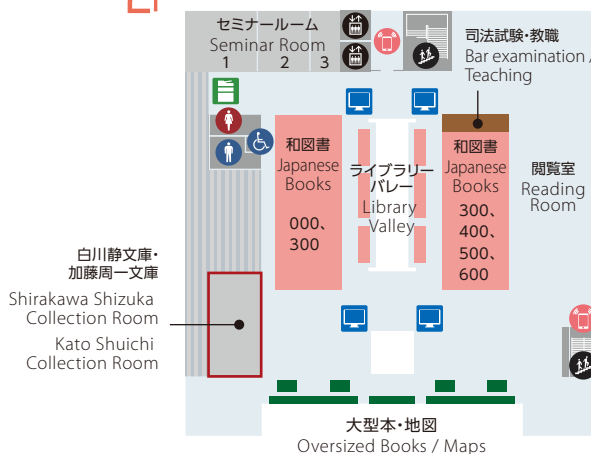 セミナールーム
Seminar Room
1 2 3
司法試験・教職
Bar examination /
Teaching
和図書
Japanese
Books
000、
300
ライブラリー
バレー
Library
Valley
和図書
Japanese
Books
300、
400、
500、
600
閲覧室
Reading
Room
白川静文庫・
加藤周一文庫
Shirakawa Shizuka
Collection Room
Kato Shuichi
Collection Room
大型本・地図
Oversized Books / Maps